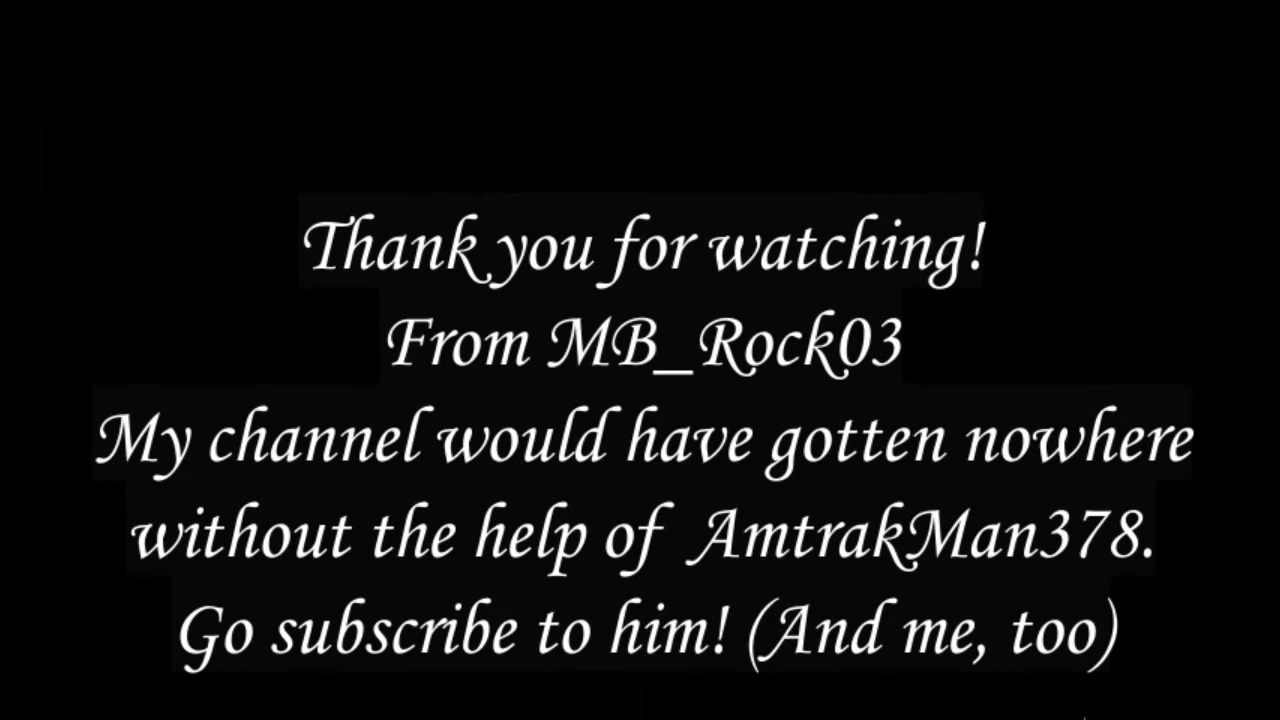 Thank you for watching!
From MB_Rock03
My channel would have gotten nowhere
without the help of AmtrakMan378.
Go subscribe to him! (And me, too)